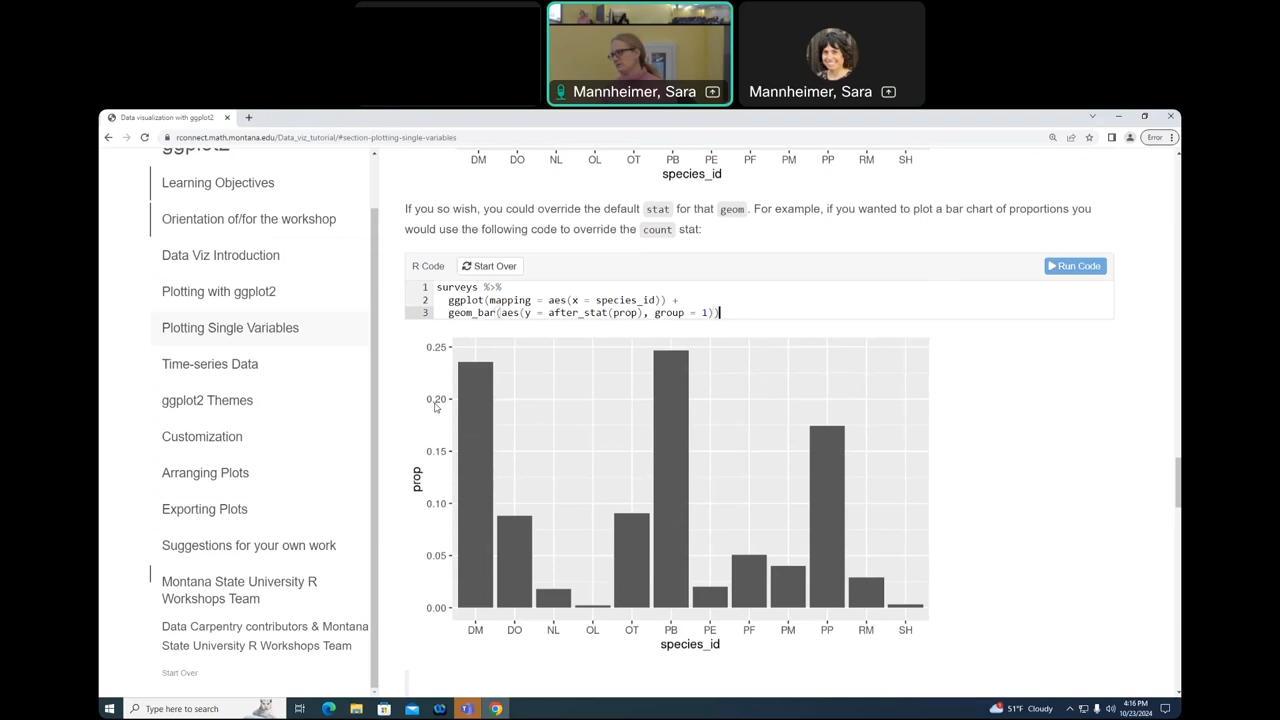 Mannheimer, Sara
Mannheimer, Sara
Data visualization with ggplot2
rconnect.math.montana.edu/Data_viz_tutorial/#section-plotting-single-variables
Error
ggplot2
Learning Objectives
Orientation of/for the workshop
Data Viz Introduction
Plotting with ggplot2
Plotting Single Variables
Time-series Data
ggplot2 Themes
Customization
Arranging Plots
Exporting Plots
Suggestions for your own work
Montana State University R
Workshops Team
Data Carpentry contributors & Montana
State University R Workshops Team
Start Over
DM DO NL OL OT PB PE PF PM PP RM SH
species_id
If you so wish, you could override the default stat for that geom. For example, if you wanted to plot a bar chart of proportions you
would use the following code to override the count stat:
R Code
Start Over
Run Code
1 surveys %>%
2 ggplot(mapping = aes(x = species_id)) +
3 geom_bar(aes(y = after_stat(prop), group = 1))
0.25
0.20
0.15
0.10
0.05
0.00
prop
DM DO NL OL OT PB PE PF PM PP RM SH
species_id
Type here to search
51°F Cloudy
4:16 PM
10/23/2024